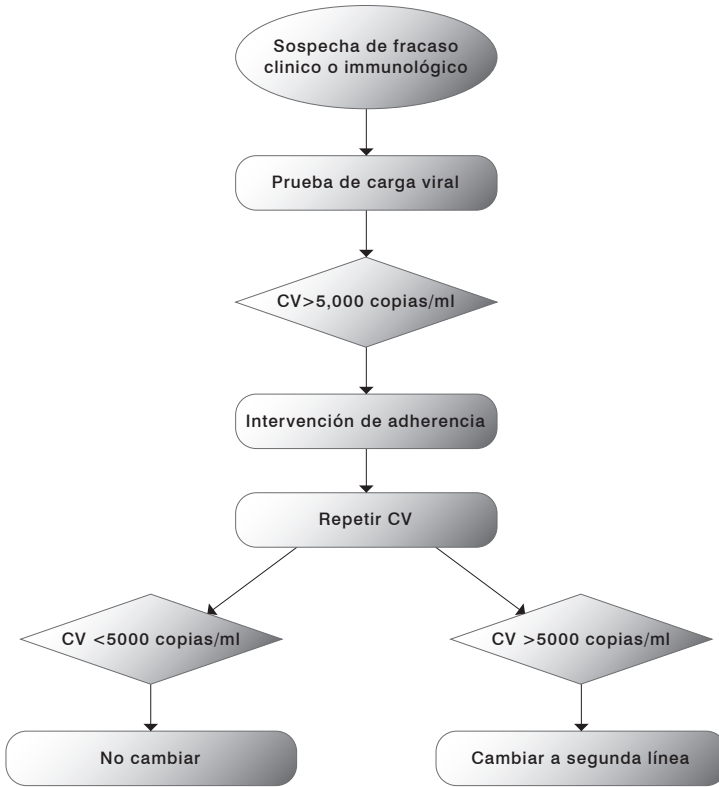 Sospecha de fracaso
clinico o immunológico
Prueba de carga viral
CV>5,000 copias/ml
Intervención de adherencia
Repetir CV
CV <5000 copias/ml
CV >5000 copias/ml
No cambiar
Cambiar a segunda línea